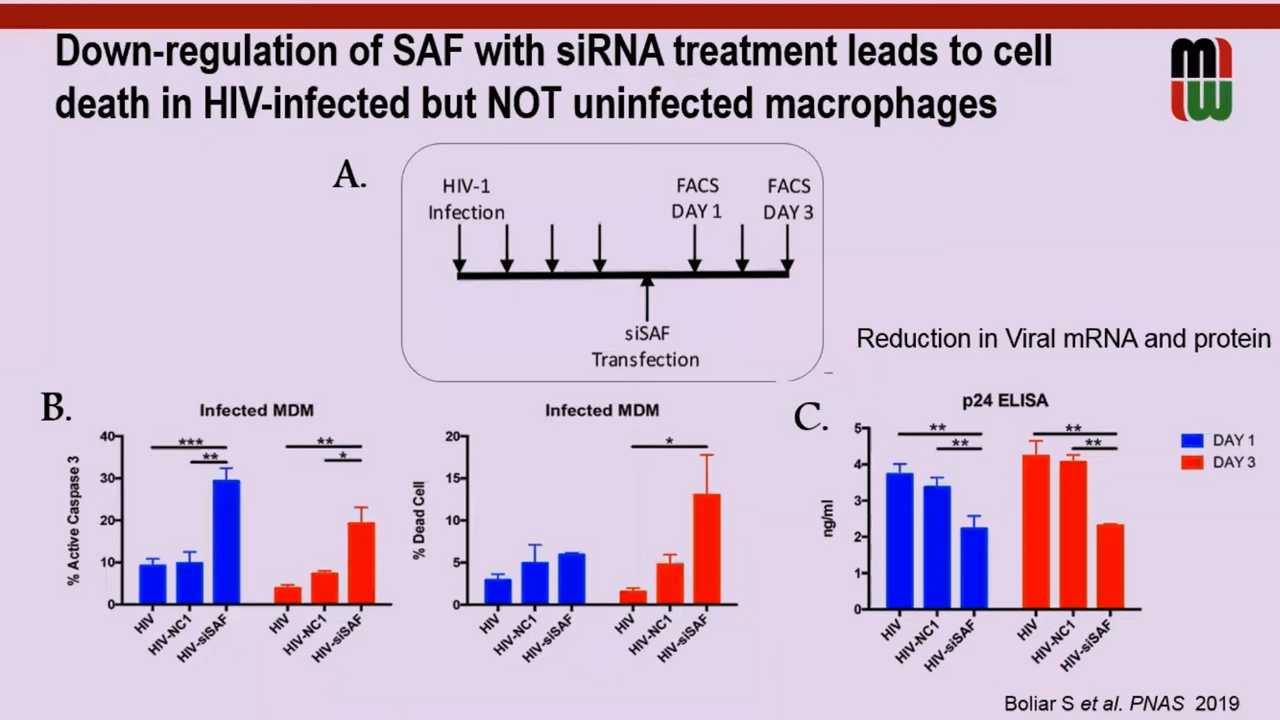 Down-regulation of SAF with siRNA treatment leads to cell
death in HIV-infected but NOT uninfected macrophages
A.
HIV-1
Infection
FACS
DAY 1
FACS
DAY 3
siSAF
Transfection
Reduction in Viral mRNA and protein
B.
Infected MDM
% Active Caspase 3
40
30
20
10
0
***
**
**
*
HIV
HIV-NC1
HIV-siSAF
HIV
HIV-NC1
HIV-siSAF
Infected MDM
% Dead Cell
20
15
10
5
0
*
HIV
HIV-NC1
HIV-siSAF
HIV
HIV-NC1
HIV-siSAF
C.
p24 ELISA
ng/ml
5
4
3
2
1
0
**
**
**
**
HIV
HIV-NC1
HIV-siSAF
HIV
HIV-NC1
HIV-siSAF
DAY 1
DAY 3
Boliar S et al. PNAS 2019